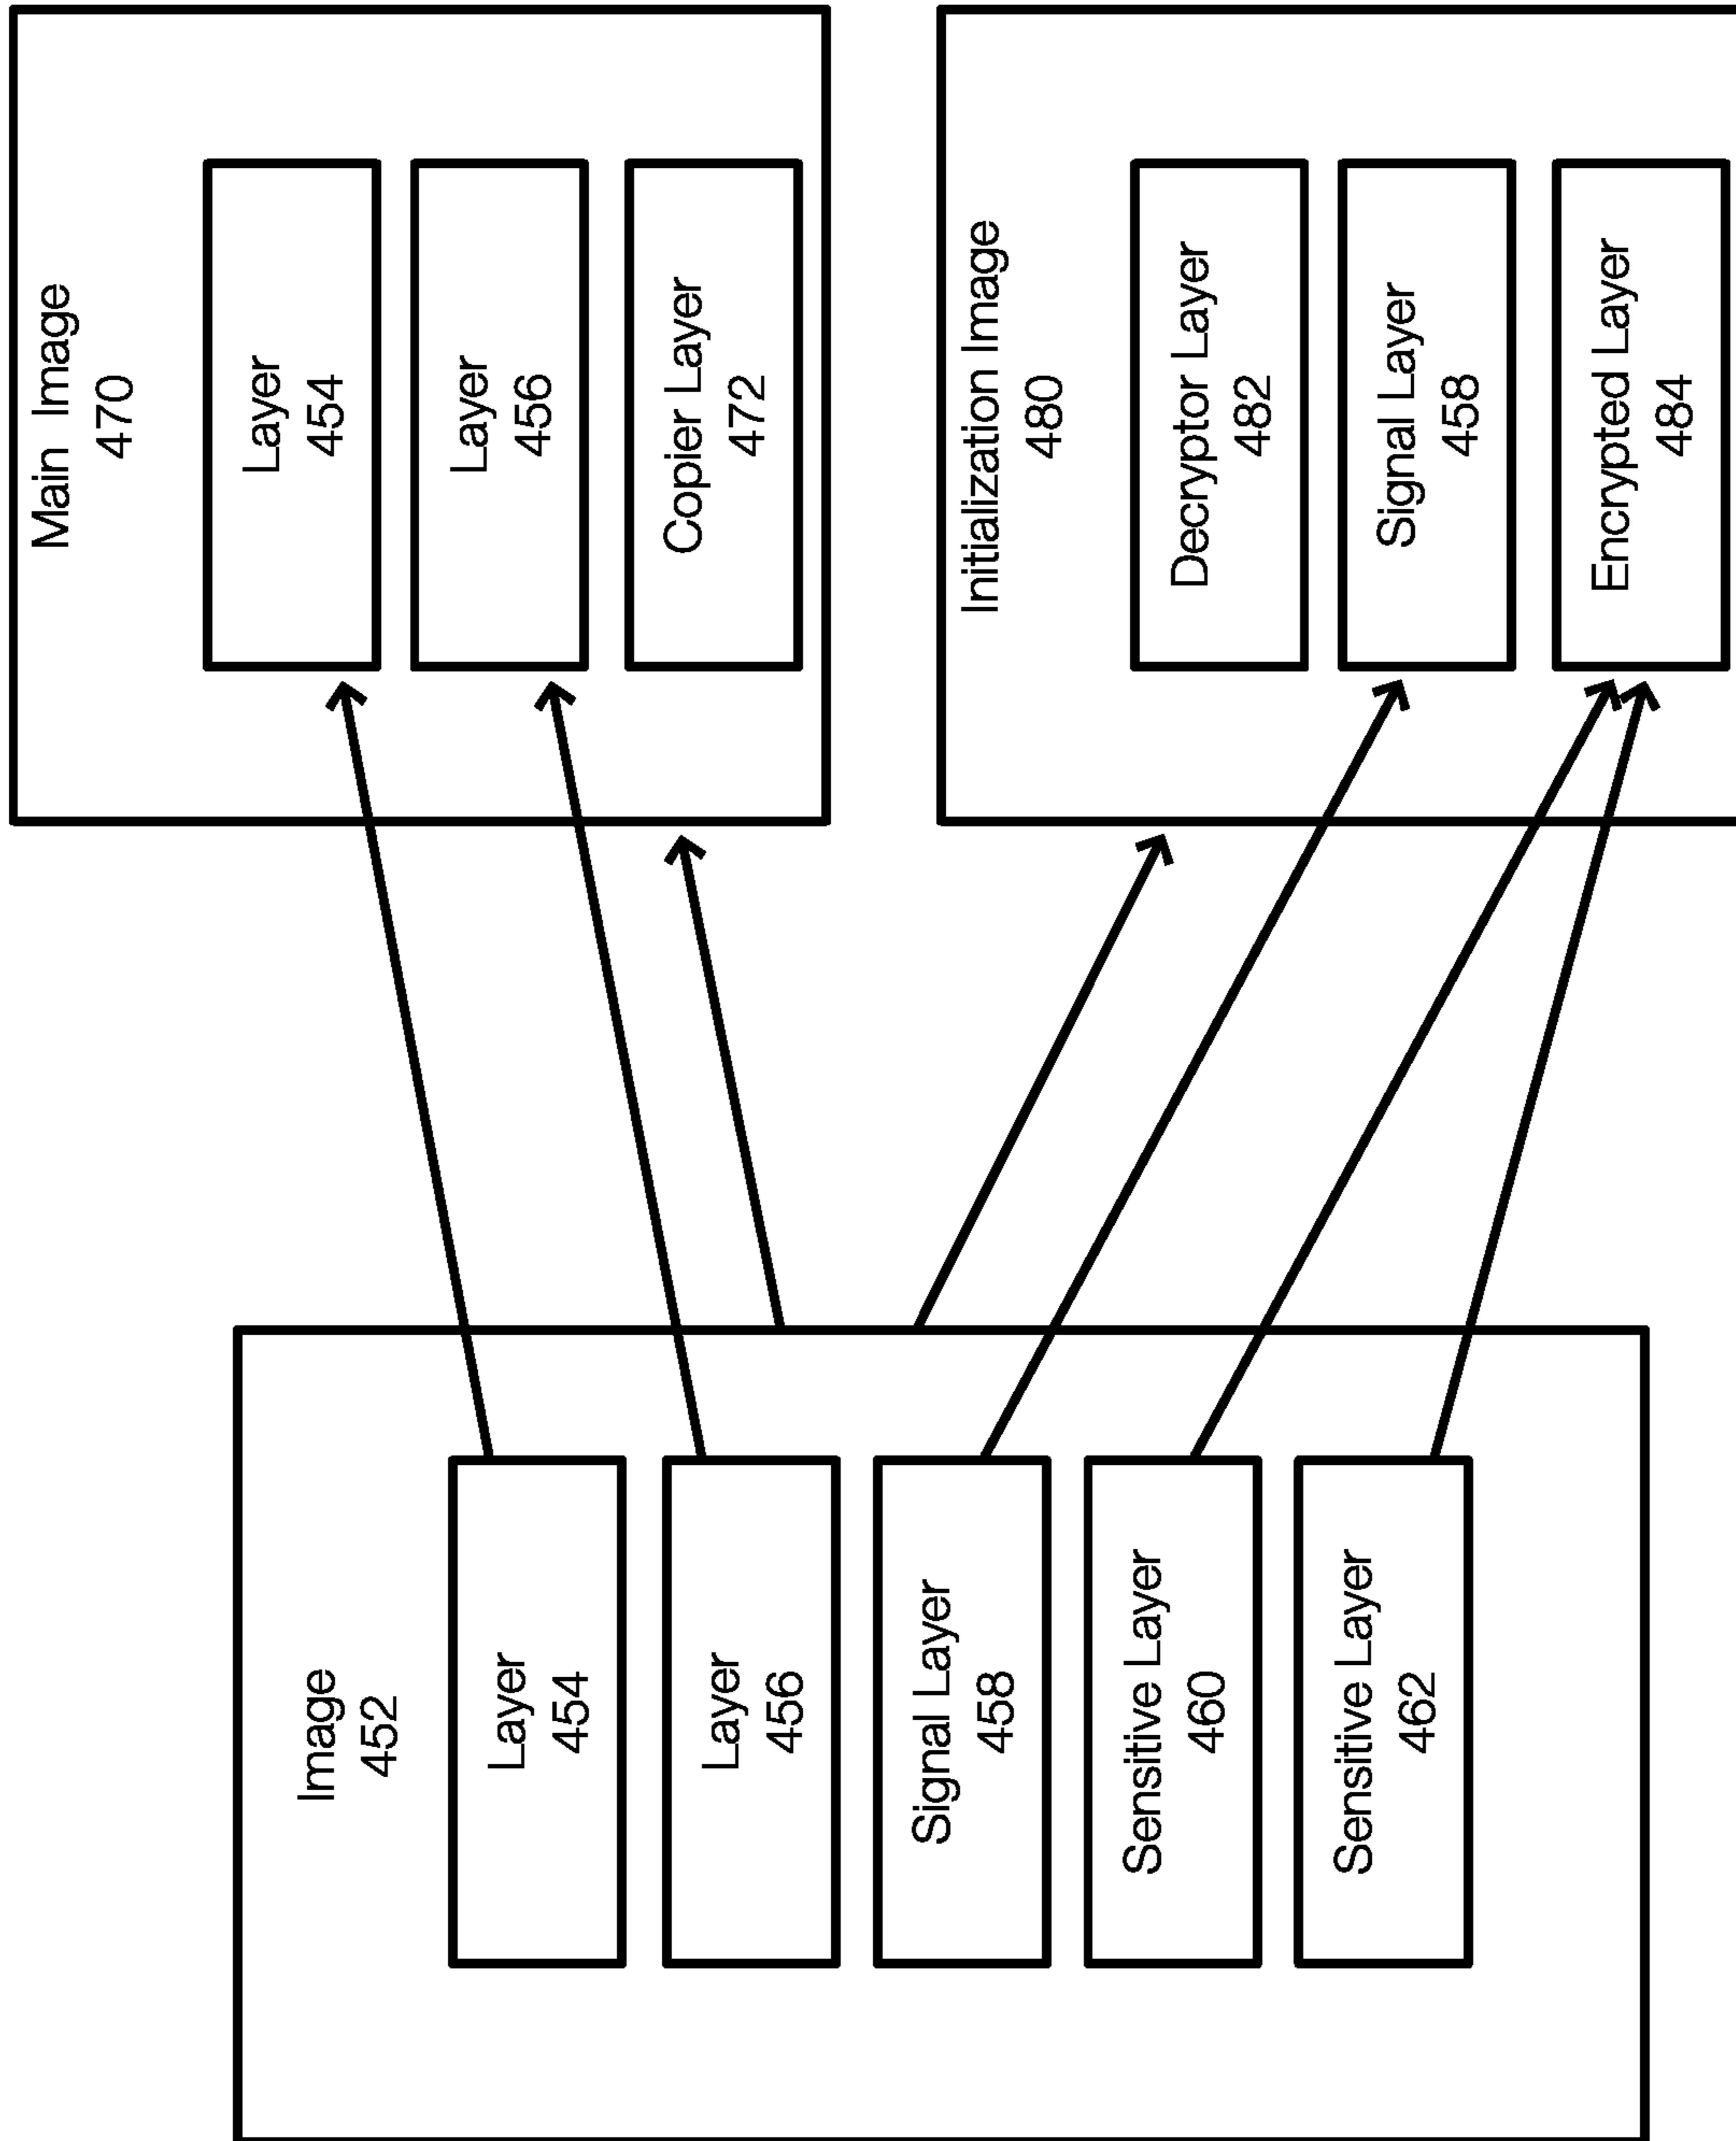 Image
452
Layer
454
Layer
456
Signal Layer
458
Sensitive Layer
460
Sensitive Layer
462
Main Image
470
Layer
454
Layer
456
Copier Layer
472
Initialization Image
480
Decryptor Layer
482
Signal Layer
458
Encrypted Layer
484